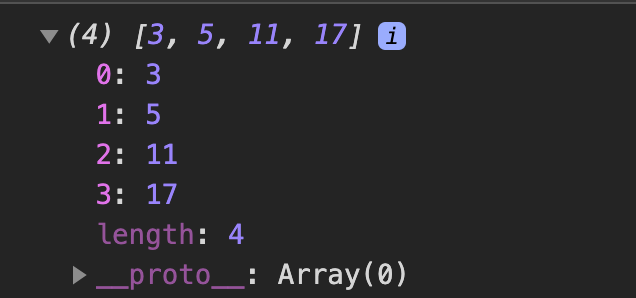 (4) [3, 5, 11, 17] i
0: 3
1: 5
2: 11
3: 17
length: 4
__proto__: Array(0)